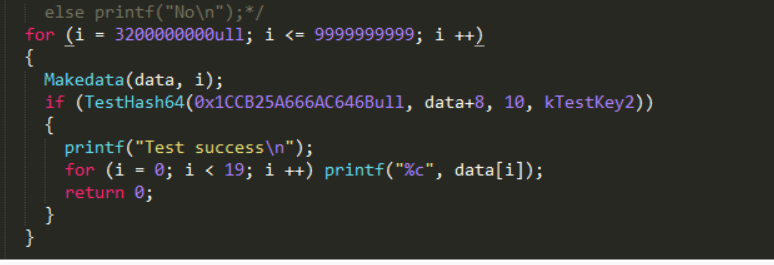 else printf("No\n");*/
for (i = 3200000000ull; i <= 9999999999; i ++)
{
Makedata(data, i);
if (TestHash64(0x1CCB25A666AC646Bull, data+8, 10, kTestKey2))
{
printf("Test success\n");
for (i = 0; i < 19; i ++) printf("%c", data[i]);
return 0;
}
}